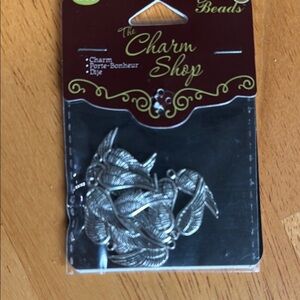 Beads
The
Charm
Shop
• Charm
• Porte-Bonheur
• Dije